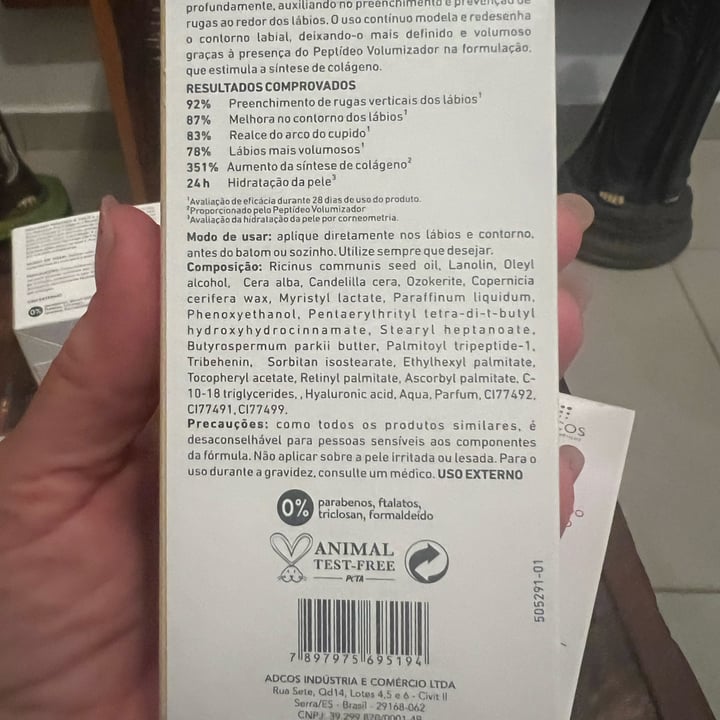 profundamente, auxiliando no preenchimento e prevenção de
rugas ao redor dos lábios. O uso contínuo modela e redesenha
o contorno labial, deixando-o mais definido e volumoso
graças à presença do Peptídeo Volumizador na formulação,
que estimula a síntese de colágeno.
RESULTADOS COMPROVADOS
92% Preenchimento de rugas verticais dos lábios¹
87% Melhora no contorno dos lábios¹
83% Realce do arco do cupido¹
78% Lábios mais volumosos¹
351% Aumento da síntese de colágeno²
24h Hidratação da pele³
¹Avaliação de eficácia durante 28 dias de uso do produto.
²Proporcionado pelo Peptídeo Volumizador
³Avaliação da hidratação da pele por corneometria.
Modo de usar: aplique diretamente nos lábios e contorno,
antes do batom ou sozinho. Utilize sempre que desejar.
Composição: Ricinus communis seed oil, Lanolin, Oleyl
alcohol, Cera alba, Candelilla cera, Ozokerite, Copernicia
cerifera wax, Myristyl lactate, Paraffinum liquidum,
Phenoxyethanol, Pentaerythrityl tetra-di-t-butyl
hydroxyhydrocinnamate, Stearyl heptanoate,
Butyrospermum parkii butter, Palmitoyl tripeptide-1,
Tribehenin, Sorbitan isostearate, Ethylhexyl palmitate,
Tocopheryl acetate, Retinyl palmitate, Ascorbyl palmitate, C-
10-18 triglycerides, , Hyaluronic acid, Aqua, Parfum, CI77492,
CI77491, CI77499.
Precauções: como todos os produtos similares, é
desaconselhável para pessoas sensíveis aos componentes
da fórmula. Não aplicar sobre a pele irritada ou lesada. Para o
uso durante a gravidez, consulte um médico. USO EXTERNO
0% parabenos, ftalatos,
triclosan, formaldeído
ANIMAL
TEST-FREE
PETA
505291-01
7 897975 695194
ADCOS INDÚSTRIA E COMÉRCIO LTDA
Rua Sete, Qd14, Lotes 4,5 e 6 - Civit II
Serra/ES - Brasil - 29168-062
CNPJ: 39.299.820/0001-49
0%
COS